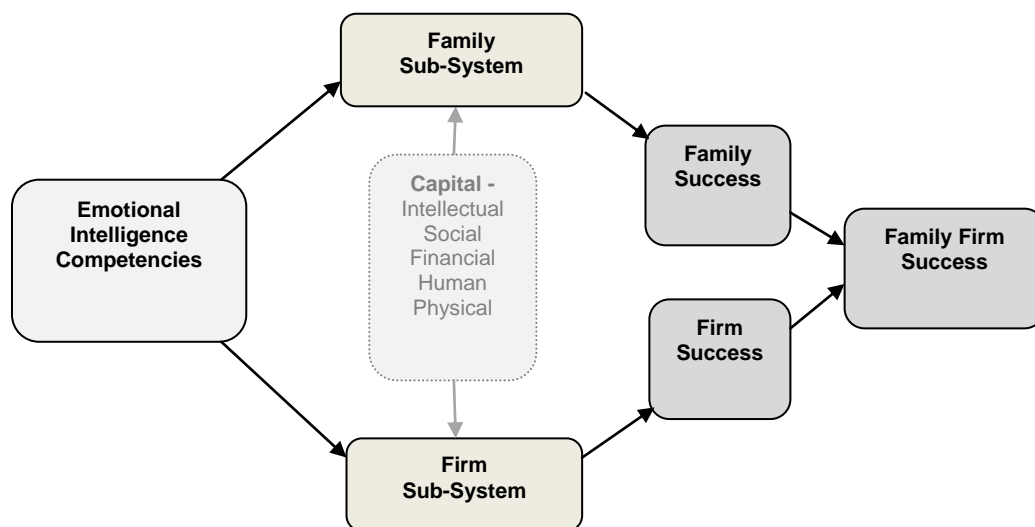 Family
Sub-System
Emotional
Intelligence
Competencies
Capital -
Intellectual
Social
Financial
Human
Physical
Family
Success
Family Firm
Success
Firm
Success
Firm
Sub-System